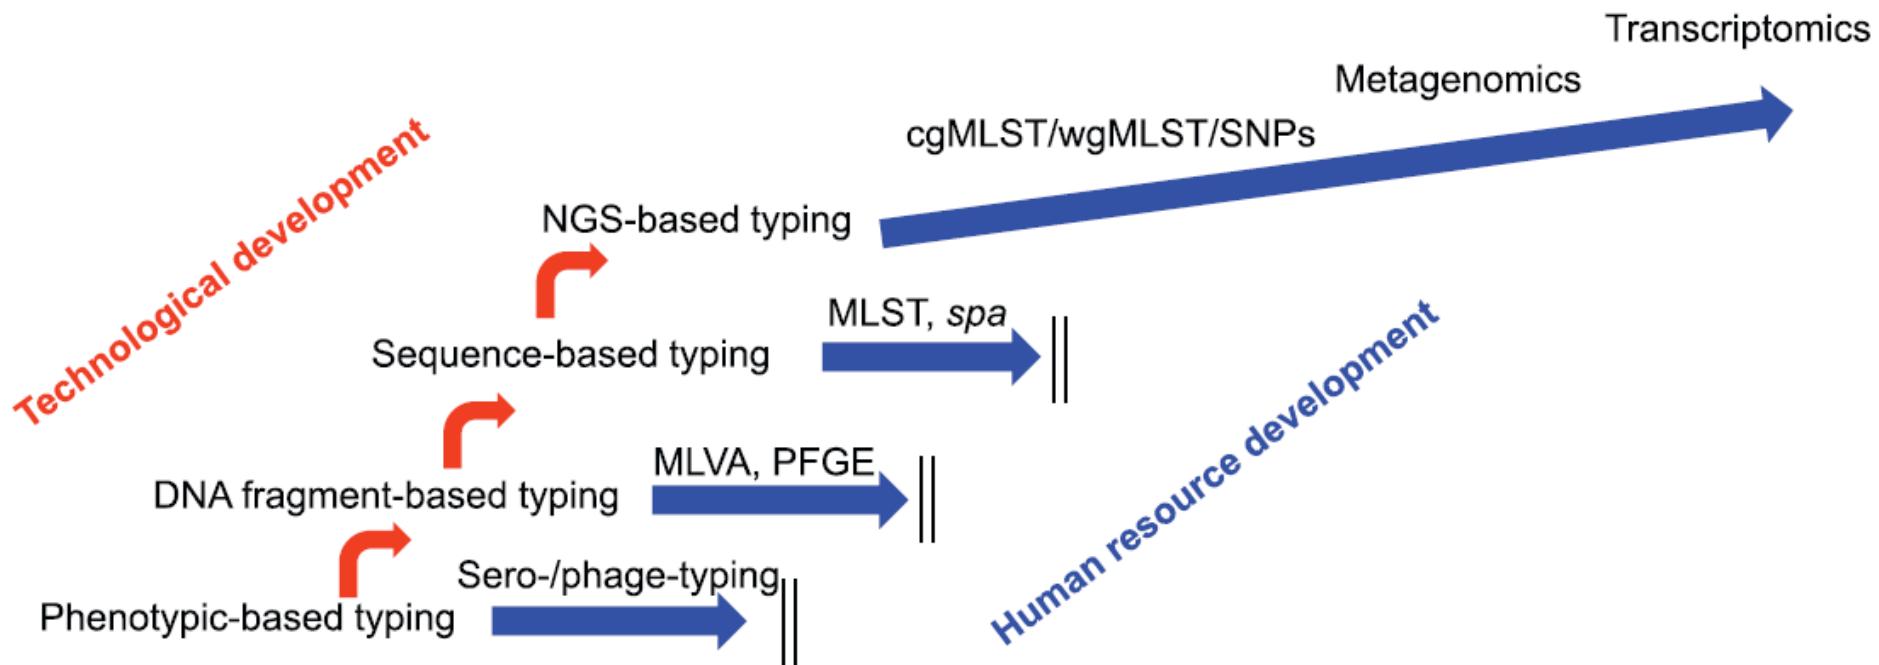 Transcriptomics
Metagenomics
cgMLST/wgMLST/SNPs
Technological development
NGS-based typing
MLST, spa
Sequence-based typing
Human resource development
MLVA, PFGE
DNA fragment-based typing
Sero-/phage-typing
Phenotypic-based typing